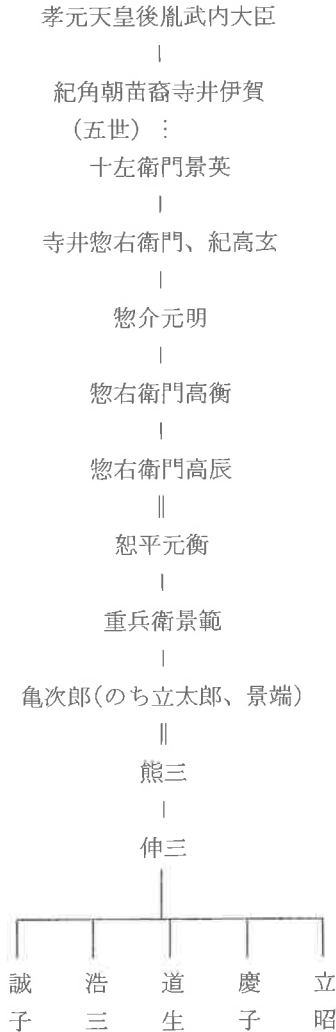 孝元天皇後胤武内大臣
紀角朝苗裔寺井伊賀
（五世）
十左衛門景英
寺井惣右衛門、紀高玄
惣介元明
惣右衛門高衡
惣右衛門高辰
恕平元衡
重兵衛景範
亀次郎(のち立太郎、景端)
熊三
伸三
誠子
浩三
道生
慶子
立昭